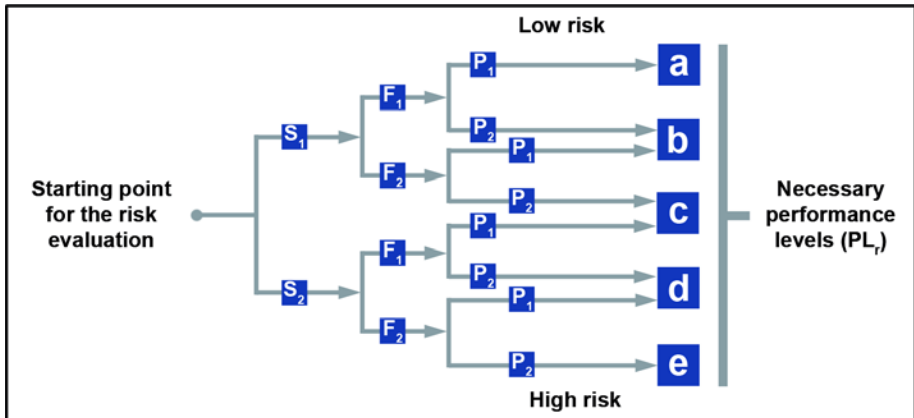 Low risk
P1
a
F1
P2
b
S1
P1
F2
P2
c
Starting point
for the risk
evaluation
Necessary
performance
levels (PLr)
P1
F1
P2
d
S2
P1
F2
P2
e
High risk